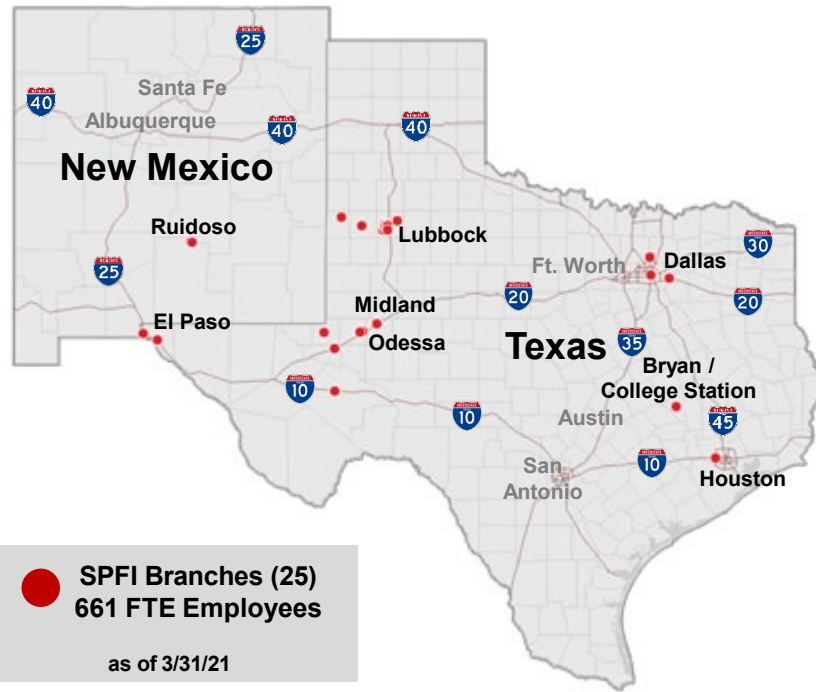 25
Santa Fe
40
Albuquerque
40
40
New Mexico
Ruidoso
Lubbock
30
25
Ft. Worth
Dallas
20
20
Midland
El Paso
Odessa
Texas
35
Bryan /
College Station
10
10
Austin
45
10
San
Antonio
Houston
SPFI Branches (25)
661 FTE Employees
as of 3/31/21